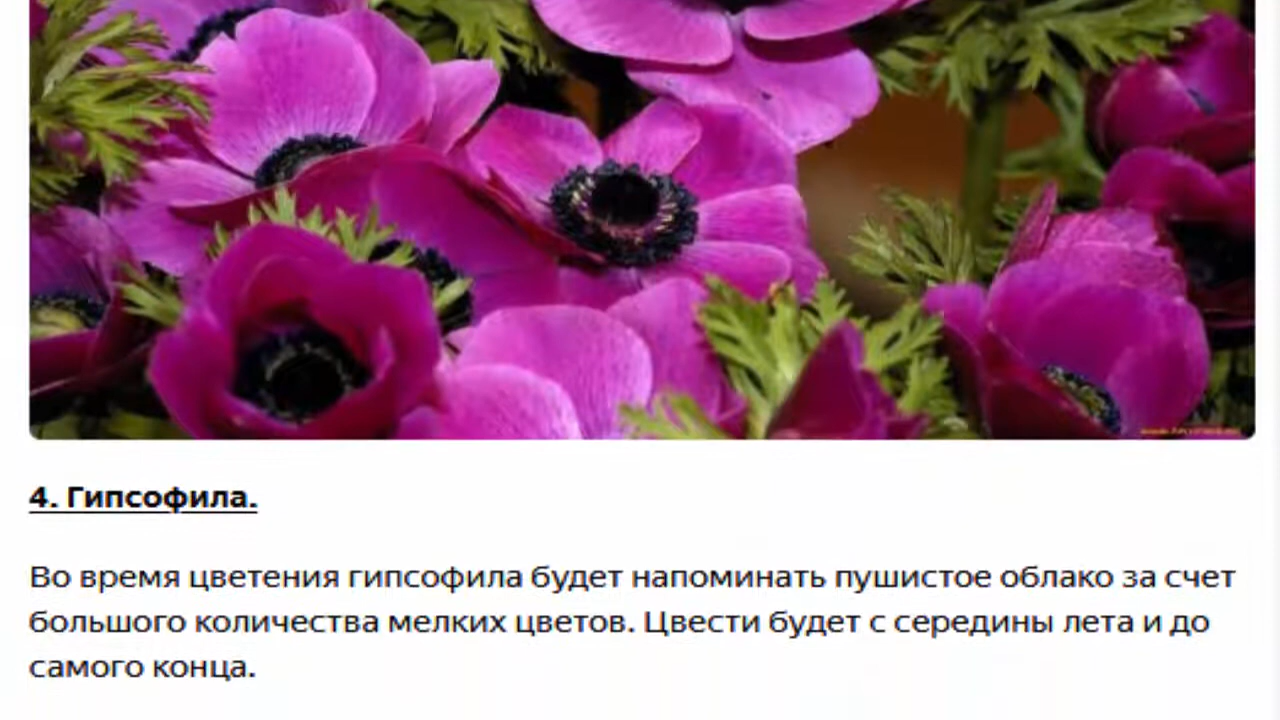 4. Гипсофила.
Во время цветения гипсофила будет напоминать пушистое облако за счет
большого количества мелких цветов. Цвести будет с середины лета и до
самого конца.